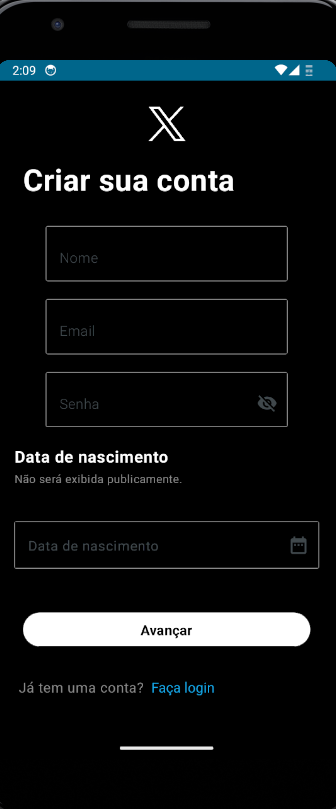 2:09
X
Criar sua conta
Nome
Email
Senha
Data de nascimento
Não será exibida publicamente.
Data de nascimento
Avançar
Já tem uma conta? Faça login